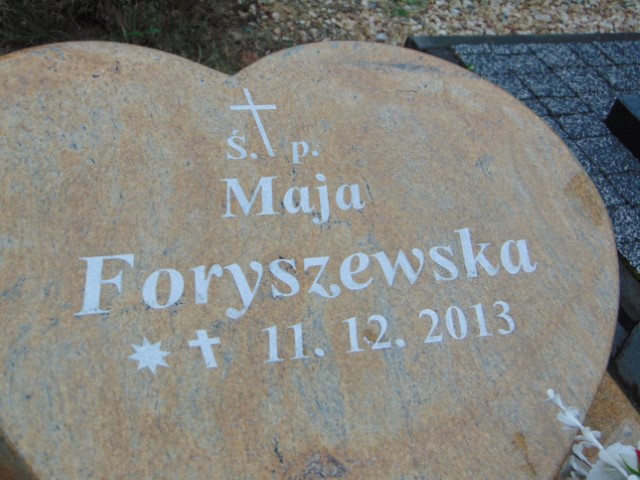 Ś. p.
Maja
Foryszewska
11. 12. 2013